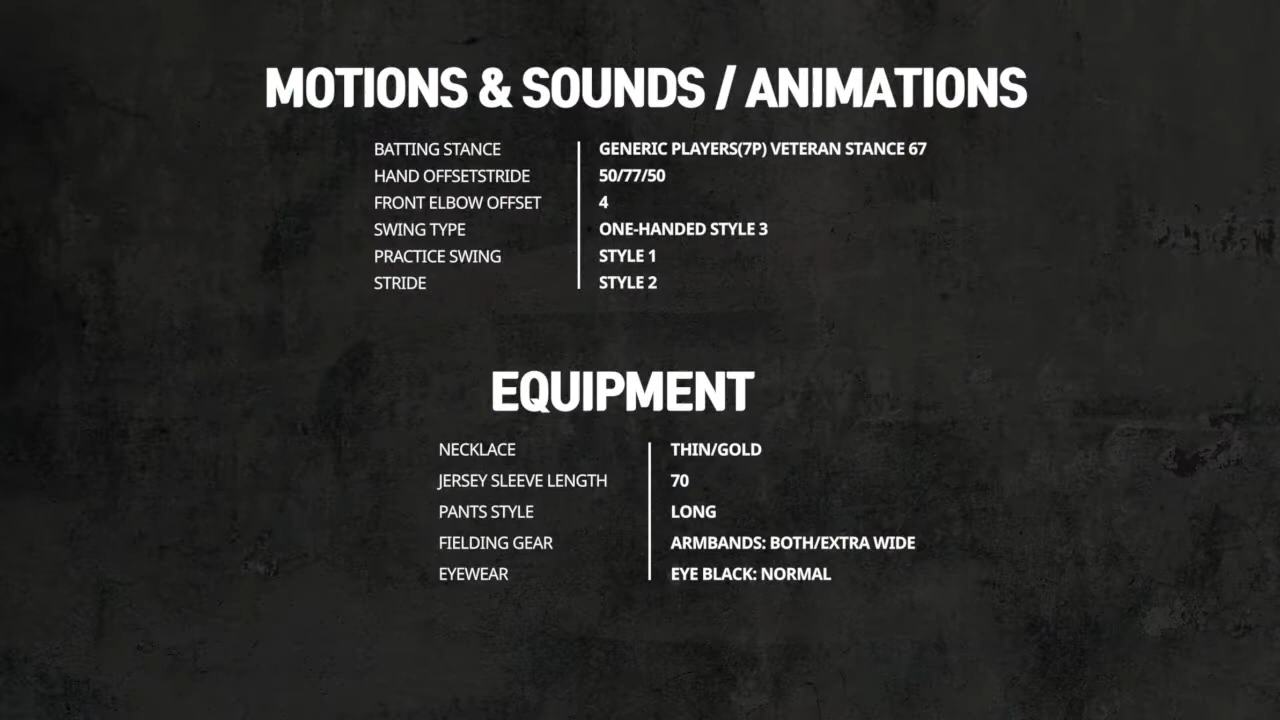 MOTIONS & SOUNDS / ANIMATIONS
BATTING STANCE GENERIC PLAYERS(7P) VETERAN STANCE 67
HAND OFFSETSTRIDE 50/77/50
FRONT ELBOW OFFSET 4
SWING TYPE ONE-HANDED STYLE 3
PRACTICE SWING STYLE 1
STRIDE STYLE 2
EQUIPMENT
NECKLACE THIN/GOLD
JERSEY SLEEVE LENGTH 70
PANTS STYLE LONG
FIELDING GEAR ARMBANDS: BOTH/EXTRA WIDE
EYEWEAR EYE BLACK: NORMAL